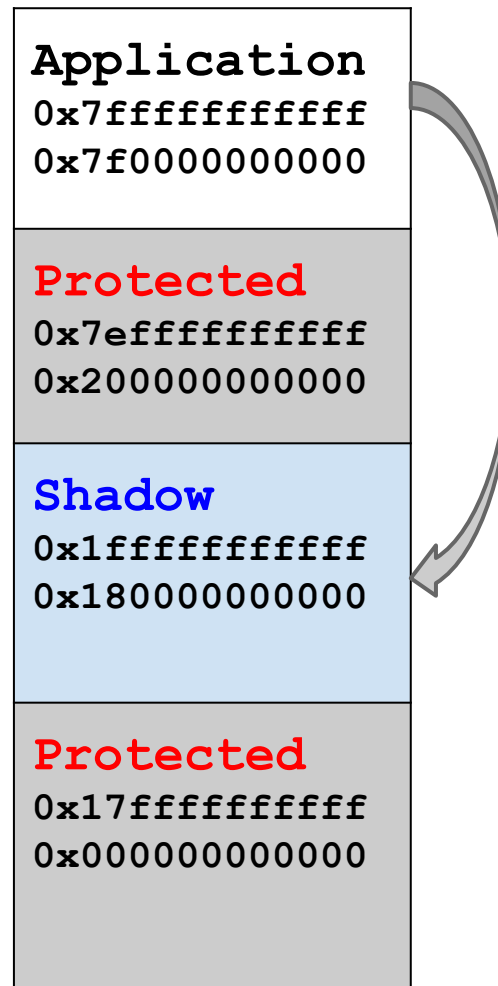 Application
0x7fffffffffff
0x7f0000000000
Protected
0x7effffffffff
0x200000000000
Shadow
0x1fffffffffff
0x180000000000
Protected
0x17ffffffffff
0x000000000000